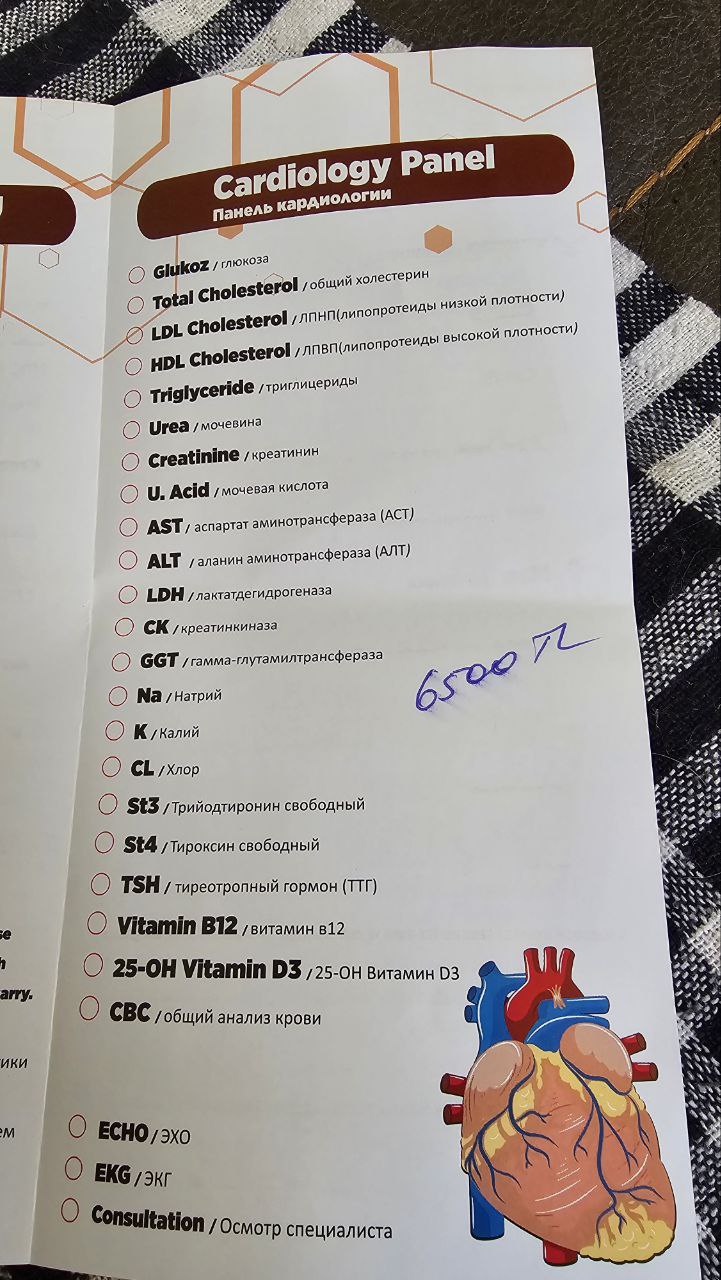 Cardiology Panel
Панель кардиологии
Glukoz / глюкоза
Total Cholesterol / общий холестерин
LDL Cholesterol / ЛПНП(липопротеиды низкой плотности)
HDL Cholesterol / ЛПВП(липопротеиды высокой плотности)
Triglyceride / триглицериды
Urea / мочевина
Creatinine / креатинин
U. Acid / мочевая кислота
AST / аспартат аминотрансфераза (АСТ)
ALT / аланин аминотрансфераза (АЛТ)
LDH / лактатдегидрогеназа
CK / креатинкиназа
GGT / гамма-глутамилтрансфераза
6500 TL
Na / Натрий
K / Калий
CL / Хлор
St3 / Трийодтиронин свободный
St4 / Тироксин свободный
TSH / тиреотропный гормон (ТТГ)
Vitamin B12 / витамин в12
25-OH Vitamin D3 / 25-ОН Витамин D3
CBC / общий анализ крови
arry.
ECHO / ЭХО
EKG / ЭКГ
Consultation / Осмотр специалиста